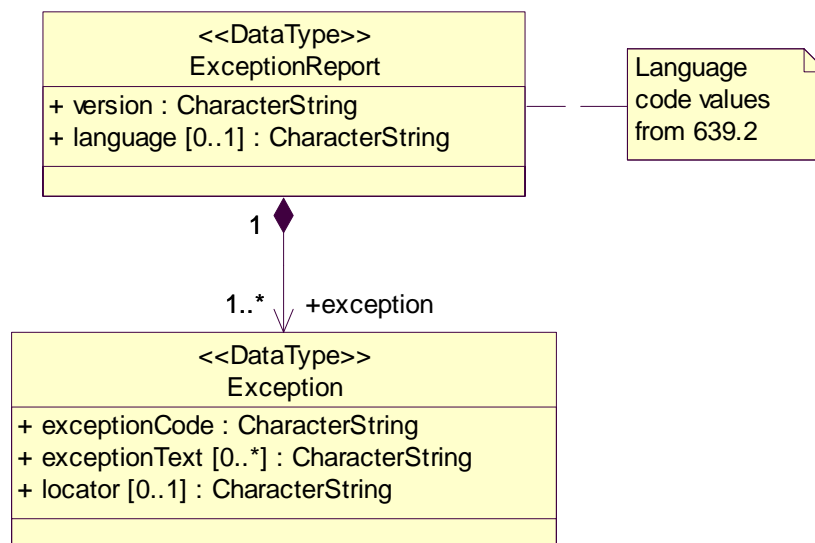 <<DataType>>
ExceptionReport
+ version : CharacterString
+ language [0..1] : CharacterString
Language
code values
from 639.2
1
1..* +exception
<<DataType>>
Exception
+ exceptionCode : CharacterString
+ exceptionText [0..*] : CharacterString
+ locator [0..1] : CharacterString